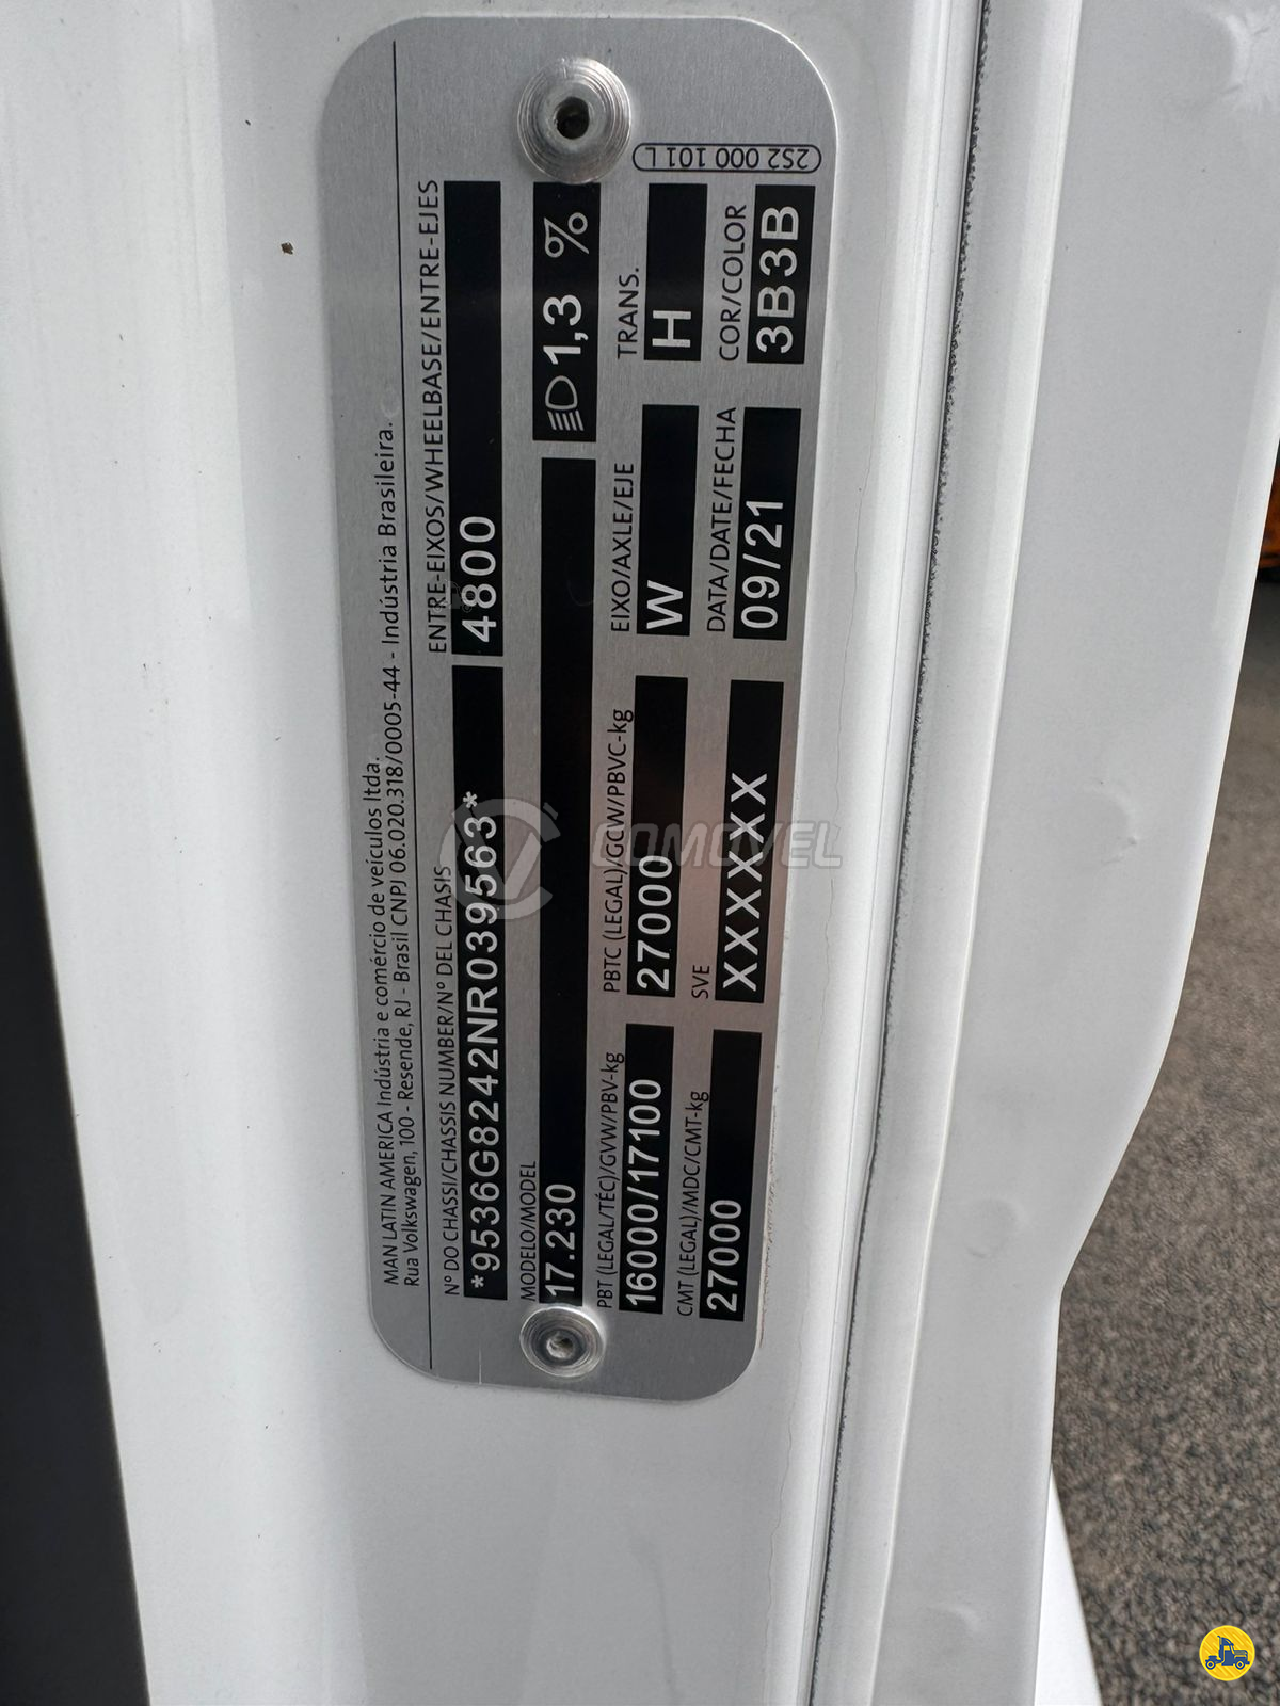 MAN LATIN AMERICA Indústria e comércio de veículos ltda.
Rua Volkswagen, 100 - Resende, RJ - Brasil CNPJ 06.020.318/0005-44 - Indústria Brasileira.
Nº DO CHASSI/CHASSIS NUMBER/Nº DEL CHASIS
ENTRE-EIXOS/WHEELBASE/ENTRE-EJES
*9536G8242NR039563*
4800
MODELO/MODEL
17.230
1,3 %
PBT (LEGAL/TÉC)/GVW/PBV-kg
PBTC (LEGAL)/GCW/PBVC-kg
EIXO/AXLE/EJE
TRANS.
16000/17100
27000
W
H
CMT (LEGAL)/MDC/CMT-kg
SVE
DATA/DATE/FECHA
COR/COLOR
27000
XXXXXX
09/21
3B3B
2S2 000 101 L
COMOVEL